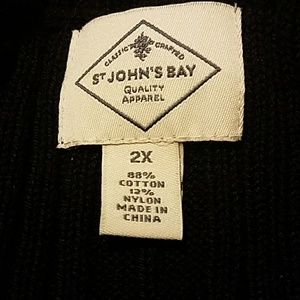 CLASSIC CRAFTED
ST JOHN'S BAY
QUALITY
APPAREL
2X
88%
COTTON
12%
NYLON
MADE IN
CHINA